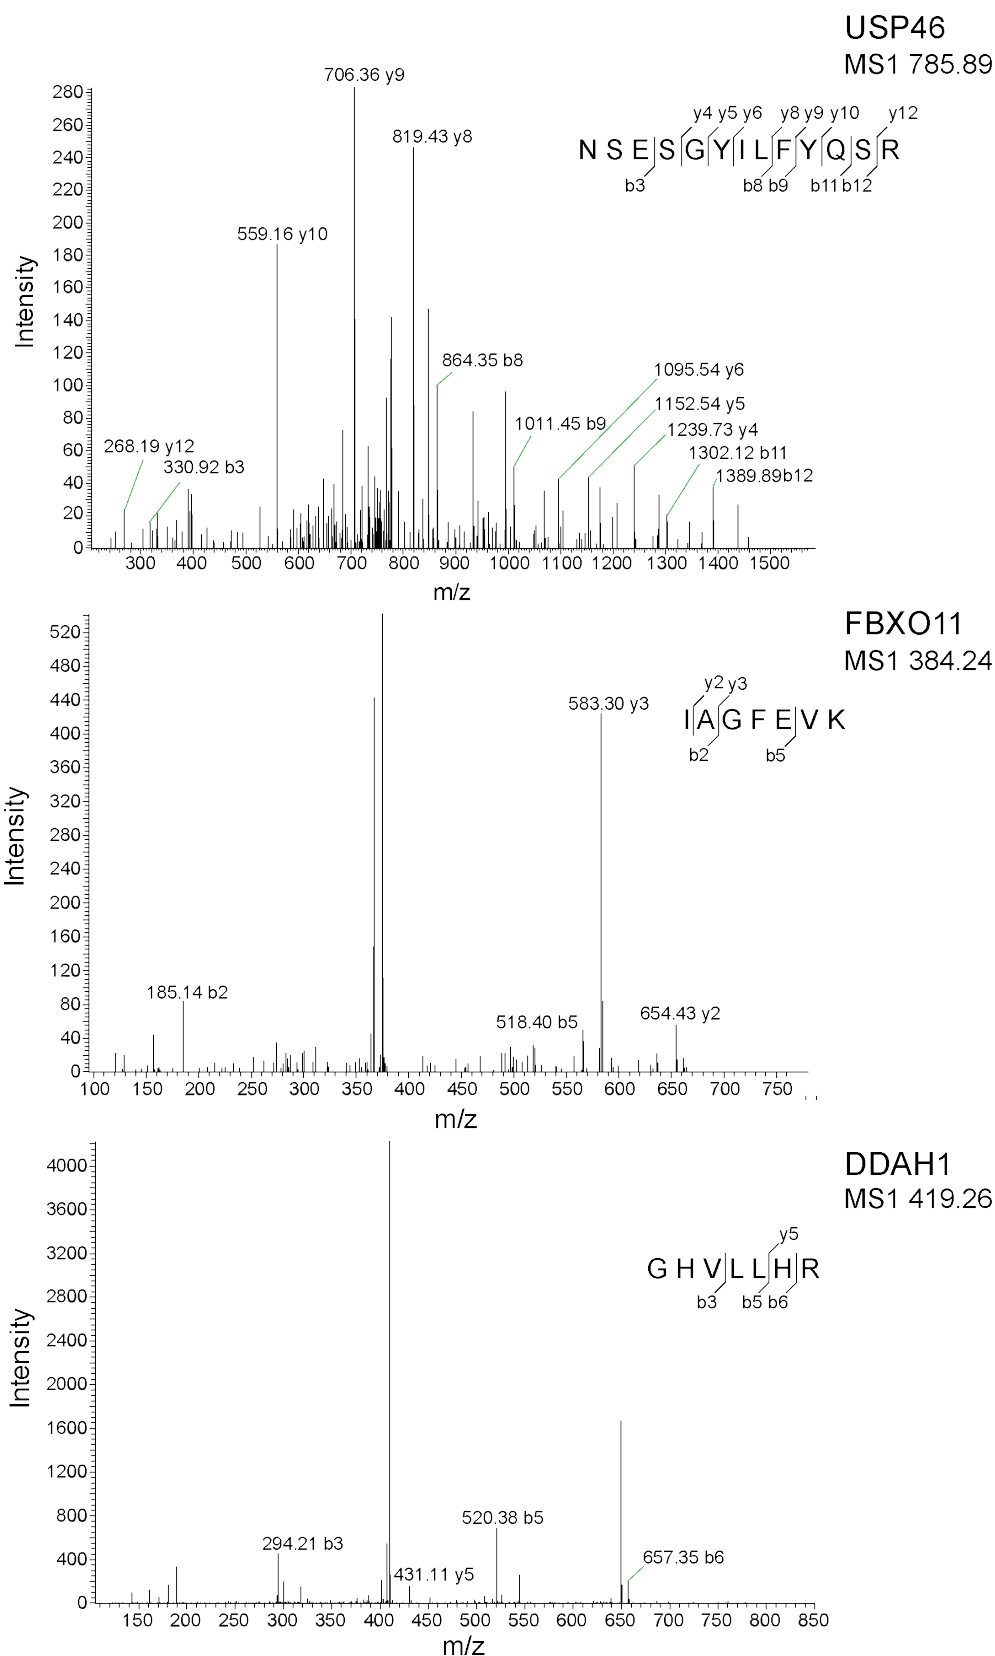 USP46
MS1 785.89
706.36 y9
819.43 y8
559.16 y10
864.35 b8
1011.45 b9
1095.54 y6
1152.54 y5
1239.73 y4
1302.12 b11
1389.89b12
268.19 y12
330.92 b3
y4 y5 y6 y8 y9 y10 y12
N S E S G Y I L F Y Q S R
b3 b8 b9 b11 b12
Intensity
280
260
240
220
200
180
160
140
120
100
80
60
40
20
0
300 400 500 600 700 800 900 1000 1100 1200 1300 1400 1500
m/z
FBXO11
MS1 384.24
583.30 y3
y2 y3
I A G F E V K
b2 b5
185.14 b2
518.40 b5
654.43 y2
Intensity
520
480
440
400
360
320
280
240
200
160
120
80
40
0
100 150 200 250 300 350 400 450 500 550 600 650 700 750
m/z
DDAH1
MS1 419.26
y5
G H V L L H R
b3 b5 b6
294.21 b3
431.11 y5
520.38 b5
657.35 b6
Intensity
4000
3600
3200
2800
2400
2000
1600
1200
800
400
0
150 200 250 300 350 400 450 500 550 600 650 700 750 800 850
m/z